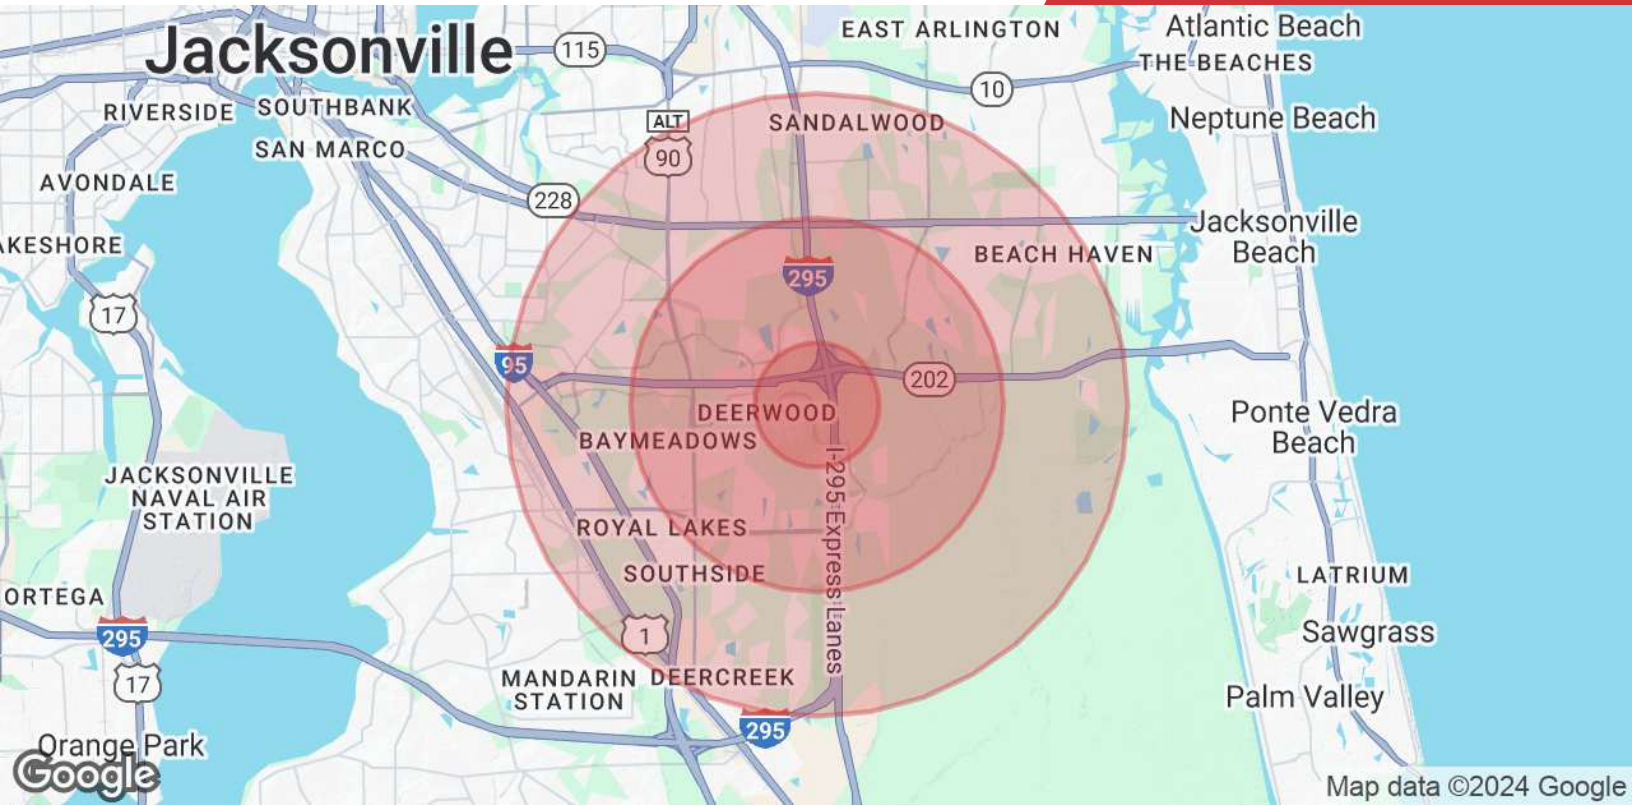 Jacksonville
115
EAST ARLINGTON
Atlantic Beach
THE BEACHES
10
RIVERSIDE
SOUTHBANK
ALT
90
SANDALWOOD
Neptune Beach
SAN MARCO
AVONDALE
228
AKESHORE
Jacksonville
Beach
BEACH HAVEN
295
17
95
202
DEERWOOD
BAYMEADOWS
Ponte Vedra
Beach
I-295 Express Lanes
JACKSONVILLE
NAVAL AIR
STATION
ROYAL LAKES
SOUTHSIDE
LATRIUM
ORTEGA
295
1
Sawgrass
17
MANDARIN
STATION
DEERCREEK
Palm Valley
295
Orange Park
Google
Map data ©2024 Google